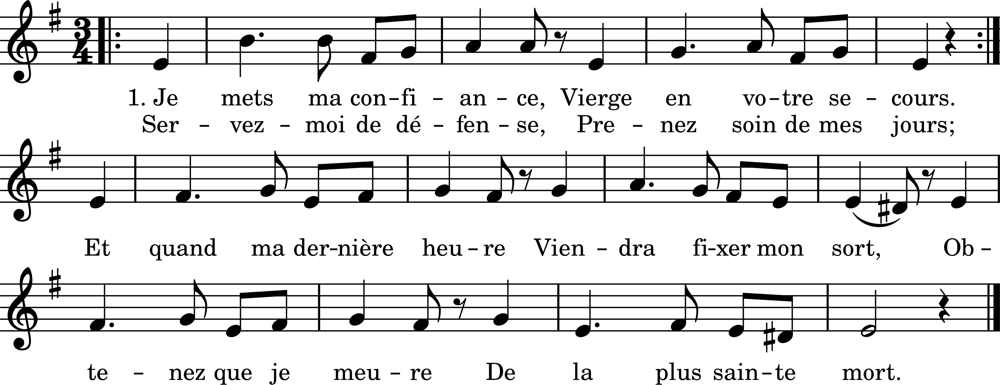 1. Je mets ma con-fi - an - ce, Vierge en vo-tre se - cours.
Ser - vez - moi de dé - fen - se, Pre - nez soin de mes jours;
Et quand ma der-nière heu - re Vien - dra fi-xer mon sort, Ob -
te - nez que je meu - re De la plus sain-te mort.